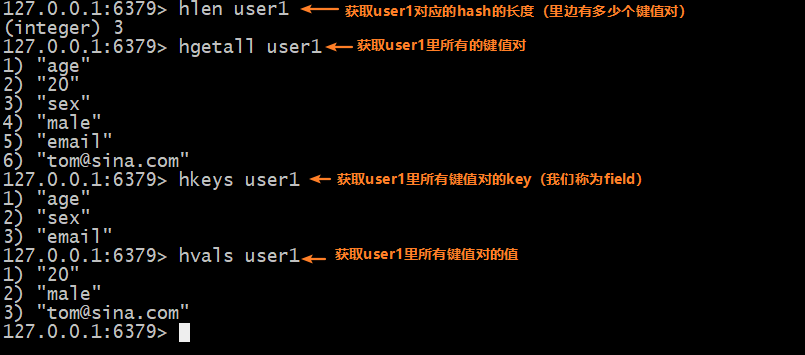 127.0.0.1:6379> hlen user1 获取user1对应的hash的长度（里边有多少个键值对）
(integer) 3
127.0.0.1:6379> hgetall user1 获取user1里所有的键值对
1) "age"
2) "20"
3) "sex"
4) "male"
5) "email"
6) "tom@sina.com"
127.0.0.1:6379> hkeys user1 获取user1里所有键值对的key（我们称为field）
1) "age"
2) "sex"
3) "email"
127.0.0.1:6379> hvals user1 获取user1里所有键值对的值
1) "20"
2) "male"
3) "tom@sina.com"
127.0.0.1:6379>